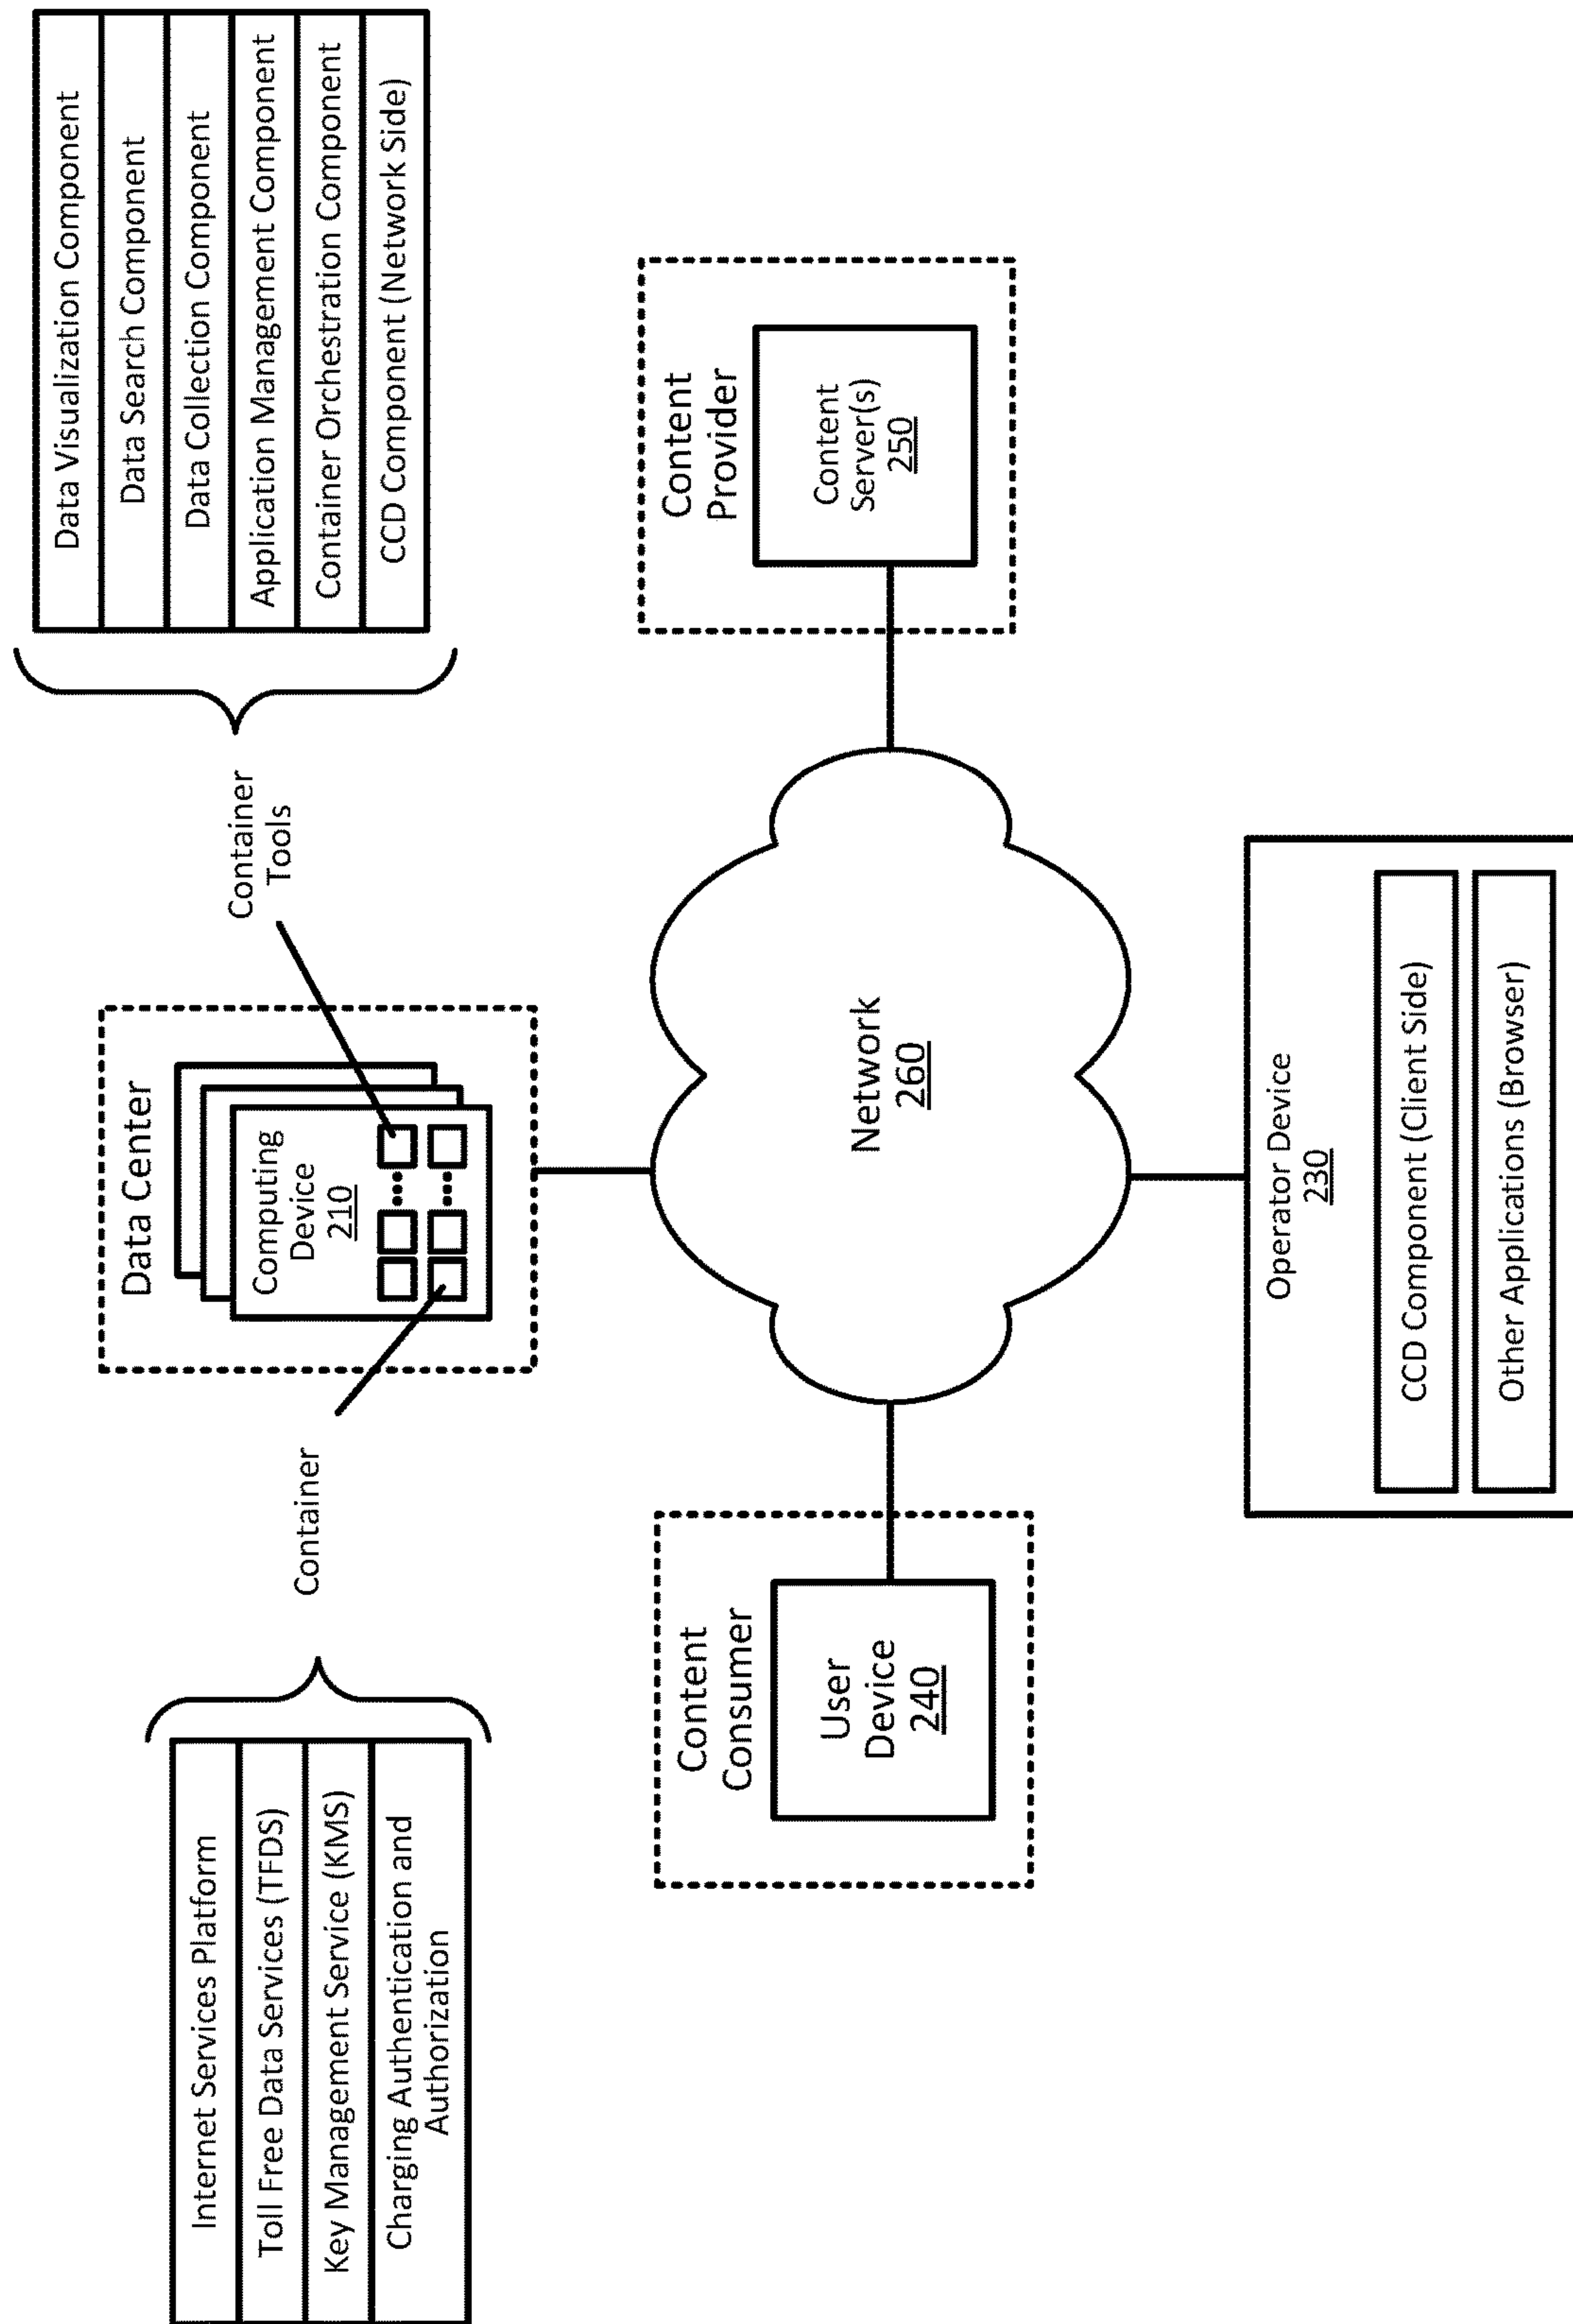 Internet Services Platform
Toll Free Data Services (TFDS)
Key Management Service (KMS)
Charging Authentication and
Authorization
Container
Data Center
Computing
Device
210
Container
Tools
Data Visualization Component
Data Search Component
Data Collection Component
Application Management Component
Container Orchestration Component
CCD Component (Network Side)
Content
Consumer
User
Device
240
Network
260
Content
Provider
Content
Server(s)
250
Operator Device
230
CCD Component (Client Side)
Other Applications (Browser)